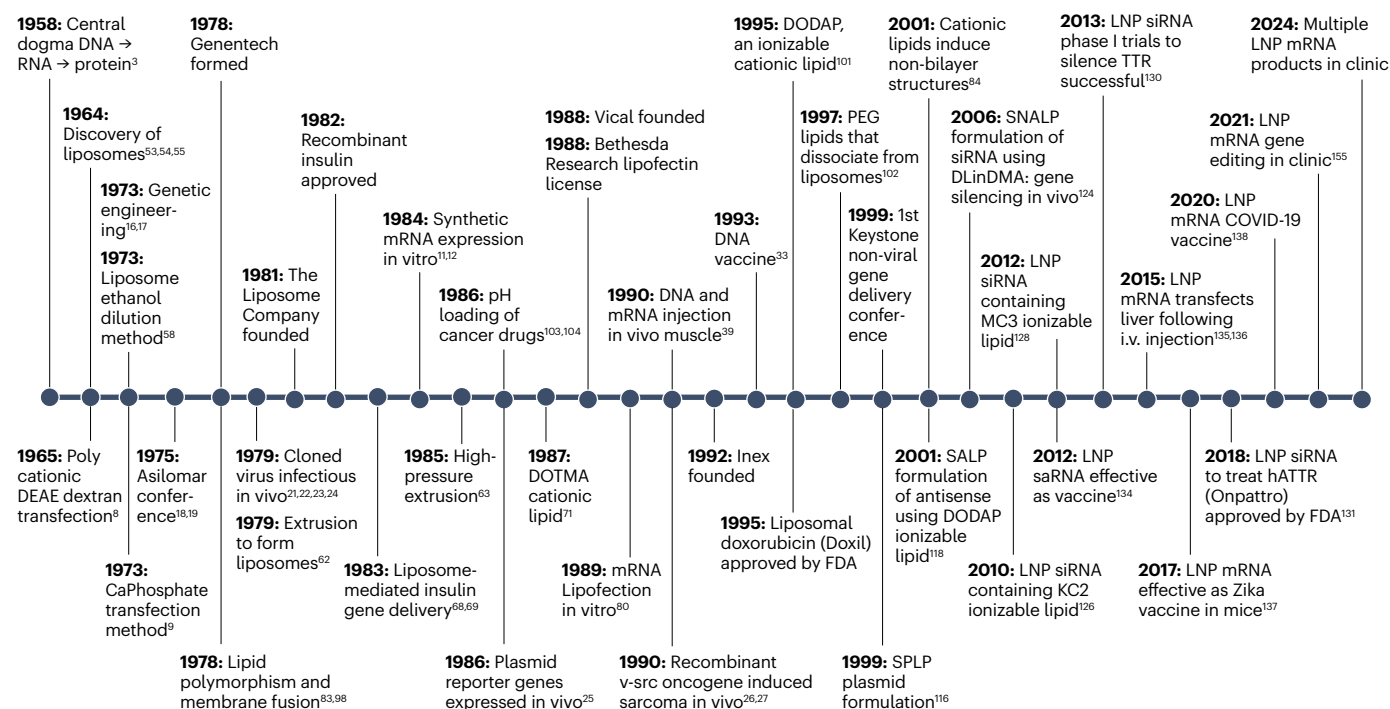 1958: Central
dogma DNA →
RNA → protein3
1978:
Genentech
formed
1995: DODAP,
an ionizable
cationic lipid101
2001: Cationic
lipids induce
non-bilayer
structures84
2013: LNP siRNA
phase I trials to
silence TTR
successful130
2024: Multiple
LNP mRNA
products in clinic
1964:
Discovery of
liposomes53,54,55
1982:
Recombinant
insulin
approved
1988: Vical founded
1988: Bethesda
Research lipofectin
license
1997: PEG
lipids that
dissociate from
liposomes102
2006: SNALP
formulation of
siRNA using
DLinDMA: gene
silencing in vivo124
2021: LNP
mRNA gene
editing in clinic155
1973: Genetic
engineer-
ing16,17
1984: Synthetic
mRNA expression
in vitro11,12
1993:
DNA
vaccine33
1999: 1st
Keystone
non-viral
gene
delivery
confer-
ence
2020: LNP
mRNA COVID-19
vaccine138
1973:
Liposome
ethanol
dilution
method58
1981: The
Liposome
Company
founded
1986: pH
loading of
cancer drugs103,104
1990: DNA and
mRNA injection
in vivo muscle39
2012: LNP
siRNA
containing
MC3 ionizable
lipid128
2015: LNP
mRNA transfects
liver following
i.v. injection135,136
1965: Poly
cationic
DEAE dextran
transfection8
1975:
Asilomar
confer-
ence18,19
1979: Cloned
virus infectious
in vivo21,22,23,24
1979: Extrusion
to form
liposomes62
1985: High-
pressure
extrusion63
1987:
DOTMA
cationic
lipid71
1992: Inex
founded
2001: SALP
formulation
of antisense
using DODAP
ionizable
lipid118
2012: LNP
saRNA effective
as vaccine134
2018: LNP siRNA
to treat hATTR
(Onpattro)
approved by FDA131
1995: Liposomal
doxorubicin (Doxil)
approved by FDA
1973:
CaPhosphate
transfection
method9
1983: Liposome-
mediated insulin
gene delivery68,69
1989: mRNA
Lipofection
in vitro80
2010: LNP siRNA
containing KC2
ionizable lipid126
2017: LNP mRNA
effective as Zika
vaccine in mice137
1978: Lipid
polymorphism and
membrane fusion83,98
1986: Plasmid
reporter genes
expressed in vivo25
1990: Recombinant
v-src oncogene induced
sarcoma in vivo26,27
1999: SPLP
plasmid
formulation116